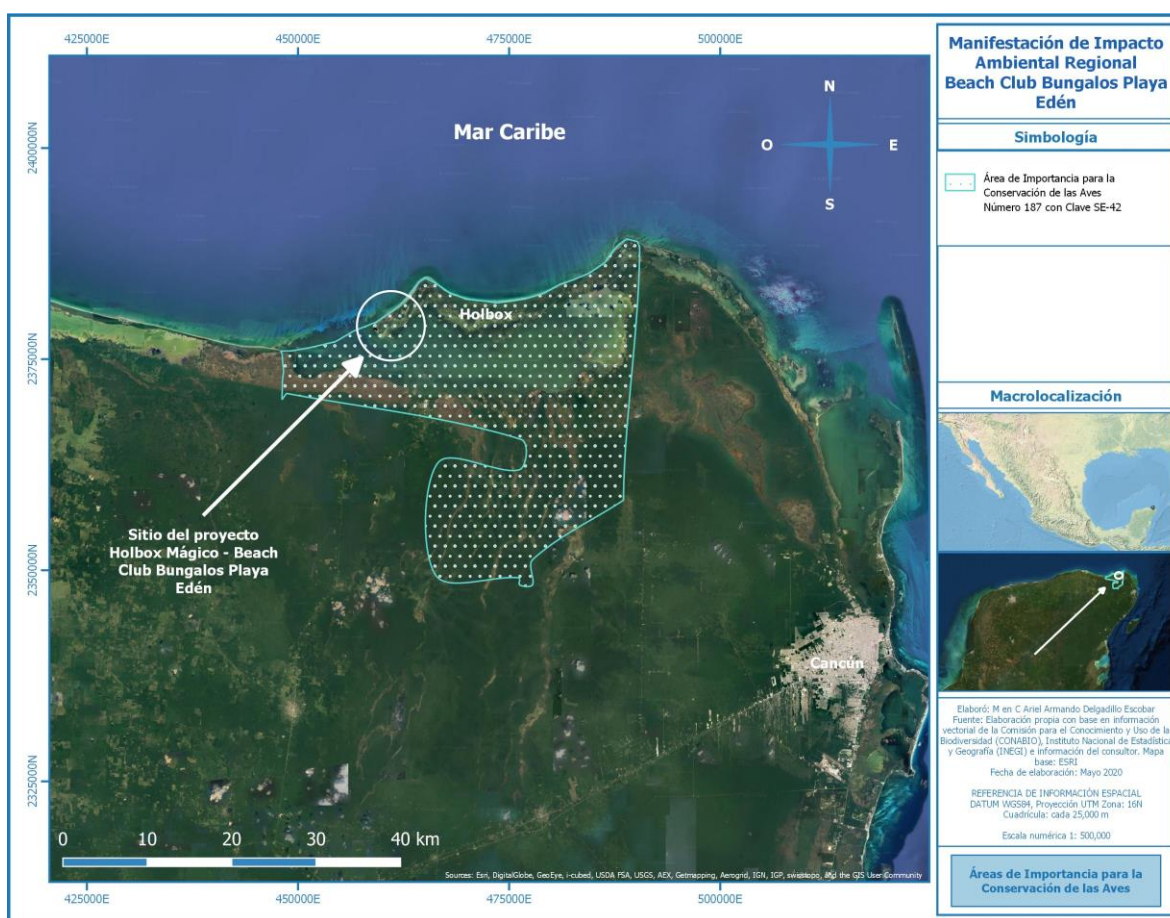 425000E
450000E
475000E
500000E
2400000N
2375000N
2350000N
2325000N
Mar Caribe
N
O
E
S
Holbox
Sitio del proyecto
Holbox Mágico - Beach
Club Bungalos Playa
Edén
Cancún
0
10
20
30
40 km
Sources: Esri, DigitalGlobe, GeoEye, i-cubed, USDA FSA, USGS, AEX, Getmapping, Aerogrid, IGN, IGP, swisstopo, and the GIS User Community
425000E
450000E
475000E
500000E
Manifestación de Impacto
Ambiental Regional
Beach Club Bungalos Playa
Edén
Simbología
Área de Importancia para la
Conservación de las Aves
Número 187 con Clave SE-42
Macrolocalización
Elaboró: M en C Ariel Armando Delgadillo Escobar
Fuente: Elaboración propia con base en información
vectorial de la Comisión para el Conocimiento y Uso de la
Biodiversidad (CONABIO), Instituto Nacional de Estadística
y Geografía (INEGI) e información del consultor. Mapa
base: ESRI
Fecha de elaboración: Mayo 2020
REFERENCIA DE INFORMACIÓN ESPACIAL
DATUM WGS84, Proyección UTM Zona: 16N
Cuadrícula: cada 25,000 m
Escala numérica 1: 500,000
Áreas de Importancia para la
Conservación de las Aves